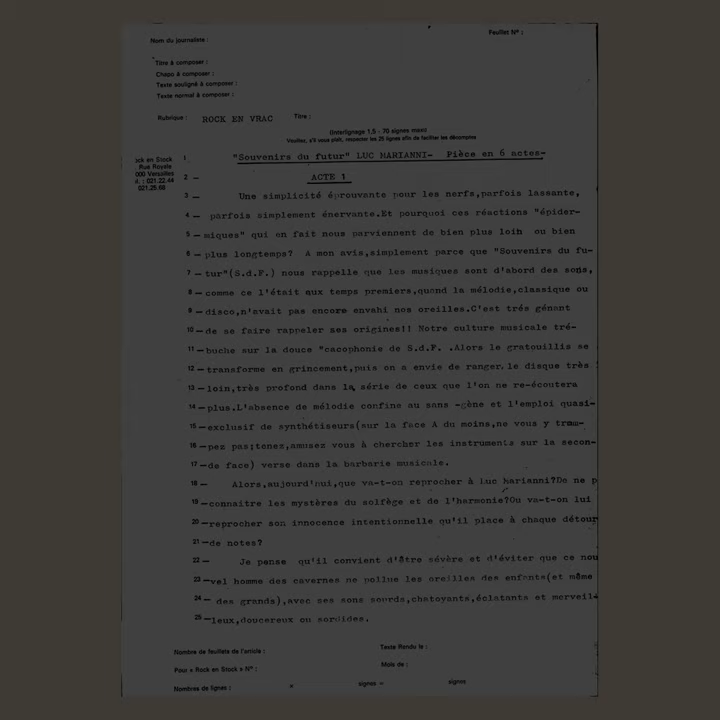 Nom du journaliste :
Feuillet N° :
Titre à composer :
Chapo à composer :
Texte souligné à composer :
Texte normal à composer :
Rubrique : ROCK EN VRAC Titre :
(Interlignage 1,5 - 70 signes maxi)
Veuillez, s'il vous plaît, respecter les 25 lignes afin de faciliter les décomptes
ock en Stock
Rue Royale
000 Versailles
él. : 021.22.44
021.25.68
1 "Souvenirs du futur" LUC MARIANNI- Pièce en 6 actes-
2 — ACTE 1
3 — Une simplicité éprouvante pour les nerfs,parfois lassante,
4 — parfois simplement énervante.Et pourquoi ces réactions "épider-
5 — miques" qui en fait nous parviennent de bien plus loin ou bien
6 — plus longtemps? A mon avis,simplement parce que "Souvenirs du fu-
7 — tur"(S.d.F.) nous rappelle que les musiques sont d'abord des sons,
8 — comme ce l'était aux temps premiers,quand la mélodie,classique ou
9 — disco,n'avait pas encore envahi nos oreilles.C'est trés génant
10 — de se faire rappeler ses origines!! Notre culture musicale tré-
11 — buche sur la douce "cacophonie de S.d.F. .Alors le gratouillis se
12 — transforme en grincement,puis on a envie de ranger le disque très
13 — loin,très profond dans la série de ceux que l'on ne re-écoutera
14 — plus.L'absence de mélodie confine au sans -gène et l'emploi quasi-
15 — exclusif de synthétiseurs(sur la face A du moins,ne vous y trom-
16 — pez pas;tenez,amusez vous à chercher les instruments sur la secon-
17 — de face) verse dans la barbarie musicale.
18 — Alors,aujourd'hui,que va-t-on reprocher à Luc Marianni?De ne p
19 — connaitre les mystères du solfège et de l'harmonie?Ou va-t-on lui
20 — reprocher son innocence intentionnelle qu'il place à chaque détour
21 — de notes?
22 — Je pense qu'il convient d'être sévère et d'éviter que ce nou
23 — vel homme des cavernes ne pollue les oreilles des enfants(et même
24 — des grands),avec ses sons sourds,chatoyants,éclatants et merveil-
25 — leux,doucereux ou sordides.
Nombre de feuillets de l'article :
Texte Rendu le :
Pour « Rock en Stock » N° :
Mois de :
Nombres de lignes : × signes = signes